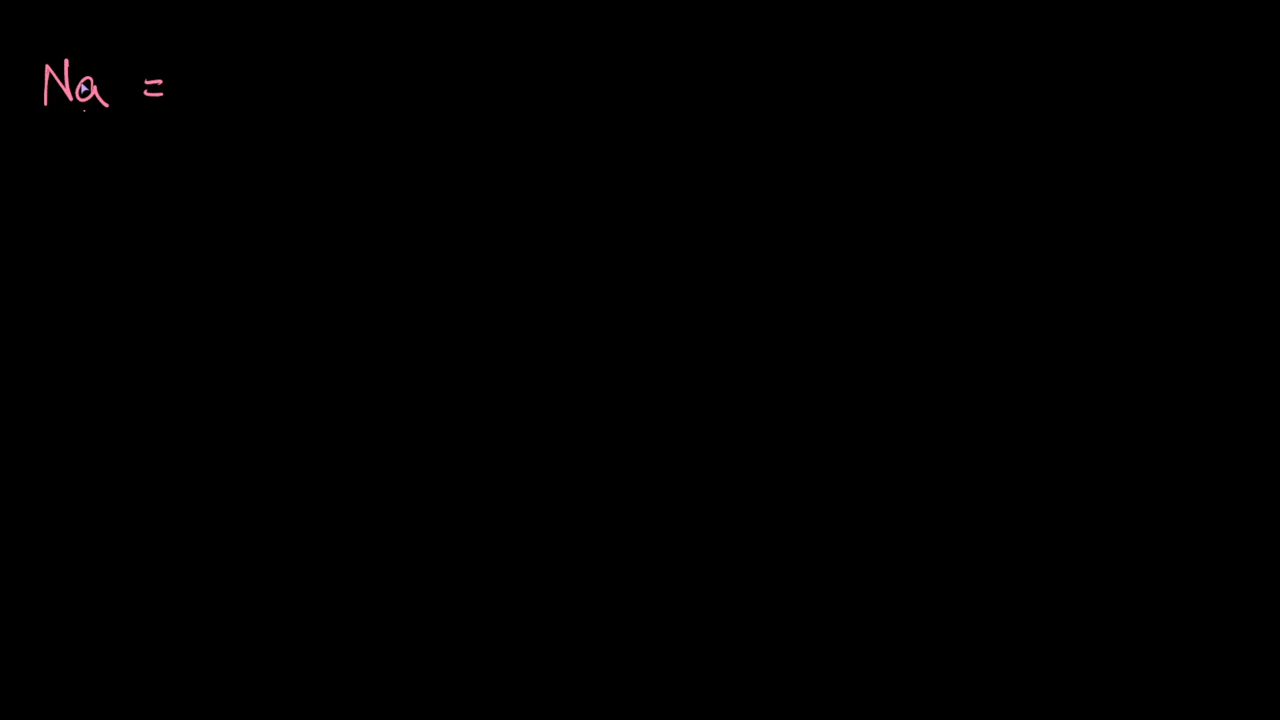 Na =